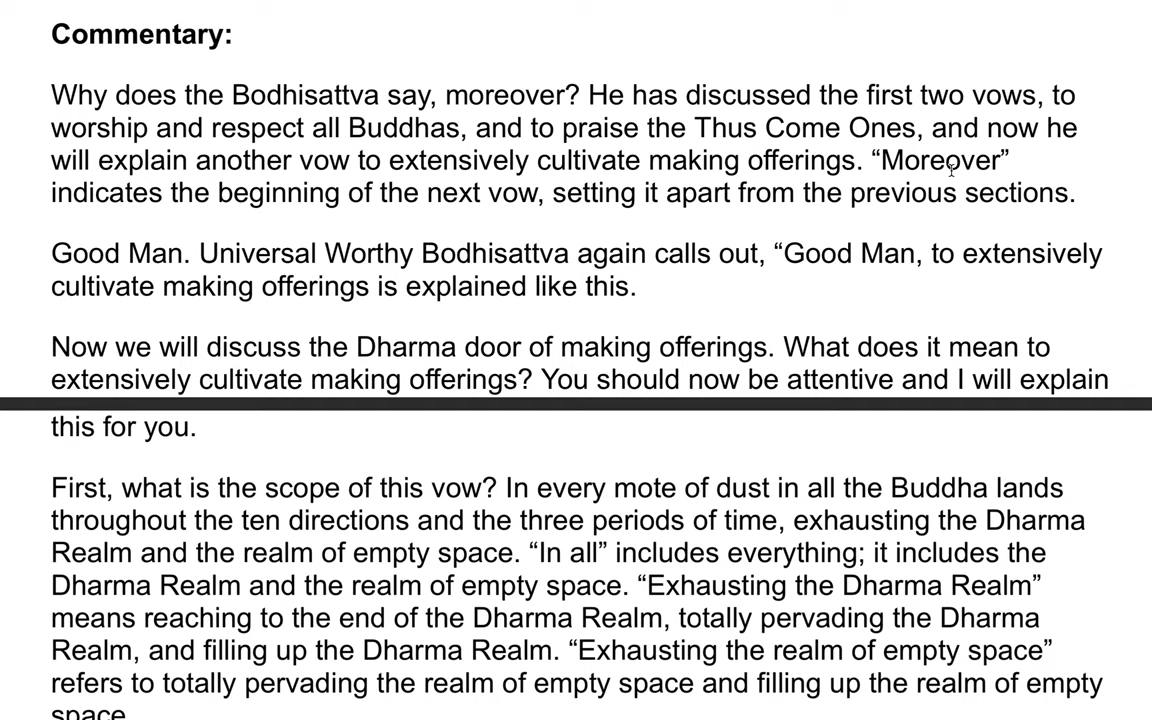 Commentary:
Why does the Bodhisattva say, moreover? He has discussed the first two vows, to
worship and respect all Buddhas, and to praise the Thus Come Ones, and now he
will explain another vow to extensively cultivate making offerings. “Moreover”
indicates the beginning of the next vow, setting it apart from the previous sections.
Good Man. Universal Worthy Bodhisattva again calls out, “Good Man, to extensively
cultivate making offerings is explained like this.
Now we will discuss the Dharma door of making offerings. What does it mean to
extensively cultivate making offerings? You should now be attentive and I will explain
this for you.
First, what is the scope of this vow? In every mote of dust in all the Buddha lands
throughout the ten directions and the three periods of time, exhausting the Dharma
Realm and the realm of empty space. “In all” includes everything; it includes the
Dharma Realm and the realm of empty space. “Exhausting the Dharma Realm”
means reaching to the end of the Dharma Realm, totally pervading the Dharma
Realm, and filling up the Dharma Realm. “Exhausting the realm of empty space”
refers to totally pervading the realm of empty space and filling up the realm of empty
space.